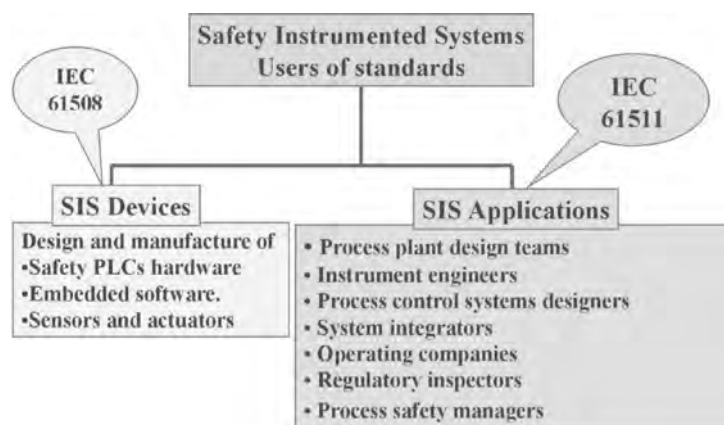 Safety Instrumented Systems
Users of standards
IEC
61508
IEC
61511
SIS Devices
Design and manufacture of
•Safety PLCs hardware
•Embedded software.
•Sensors and actuators
SIS Applications
• Process plant design teams
• Instrument engineers
• Process control systems designers
• System integrators
• Operating companies
• Regulatory inspectors
• Process safety managers